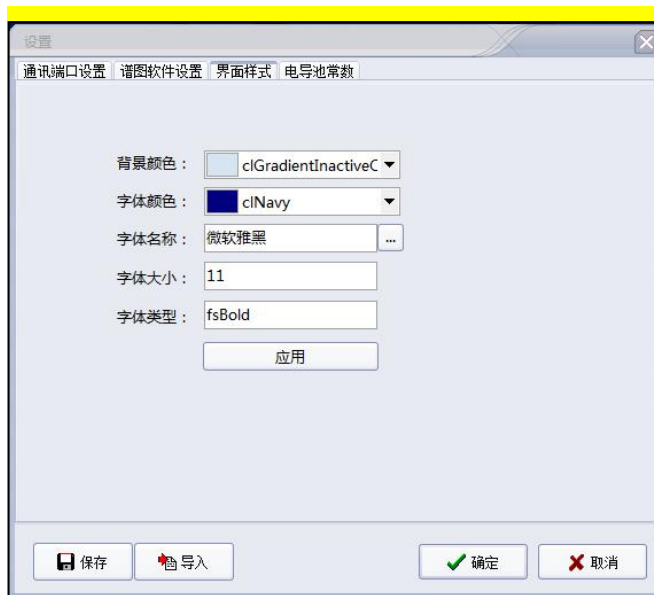 设置
通讯端口设置 谱图软件设置 界面样式 电导池常数
背景颜色： clGradientInactiveC
字体颜色： clNavy
字体名称： 微软雅黑 ...
字体大小： 11
字体类型： fsBold
应用
保存 导入 确定 取消